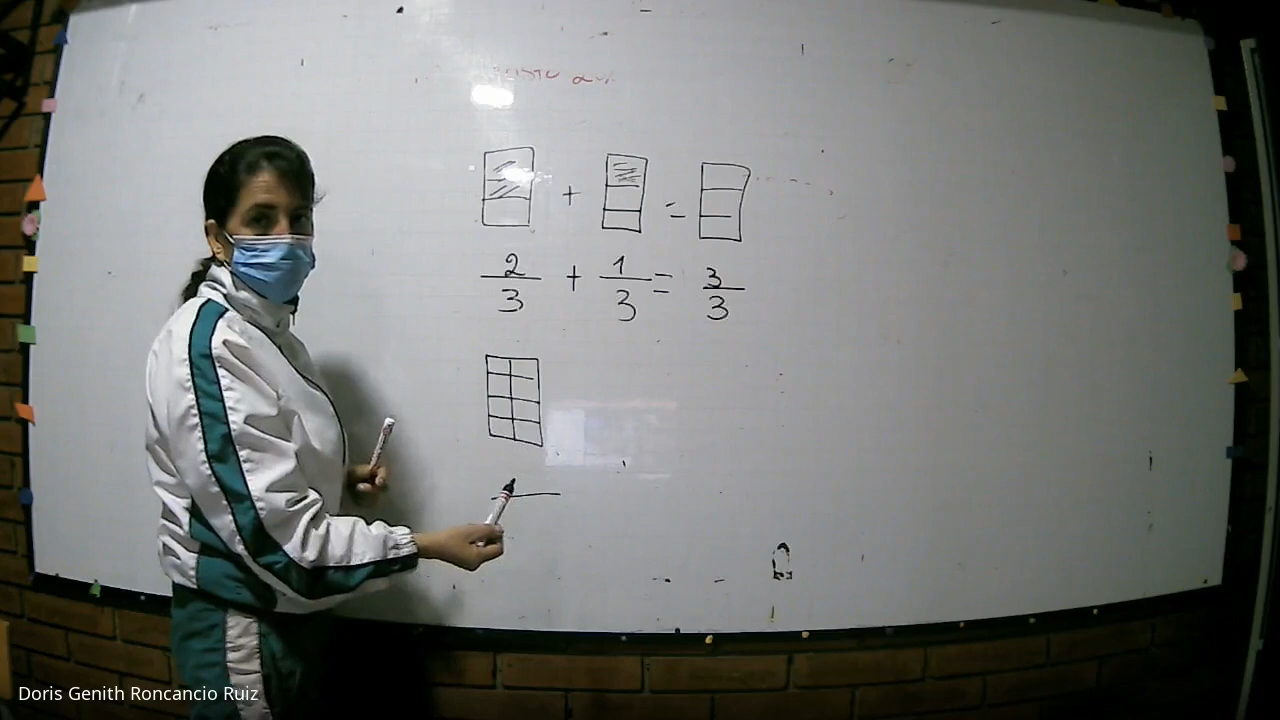 + =
2/3 + 1/3 = 3/3
Doris Genith Roncancio Ruiz